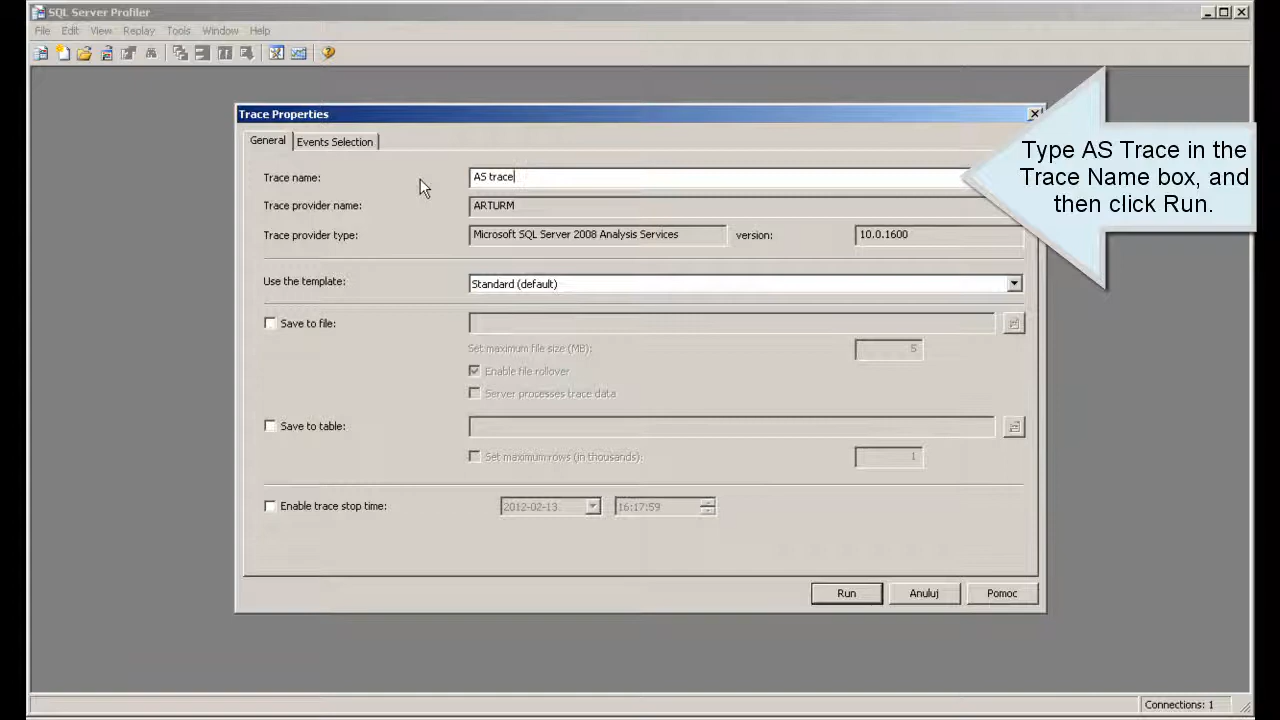 SQL Server Profiler
File Edit View Replay Tools Window Help
Trace Properties
General Events Selection
Trace name: AS trace
Trace provider name: ARTURM
Trace provider type: Microsoft SQL Server 2008 Analysis Services version: 10.0.1600
Use the template: Standard (default)
Save to file:
Set maximum file size (MB): 5
Enable file rollover
Server processes trace data
Save to table:
Set maximum rows (in thousands): 1
Enable trace stop time: 2012-02-13 16:17:59
Run Anuluj Pomoc
Type AS Trace in the
Trace Name box, and
then click Run.
Connections: 1